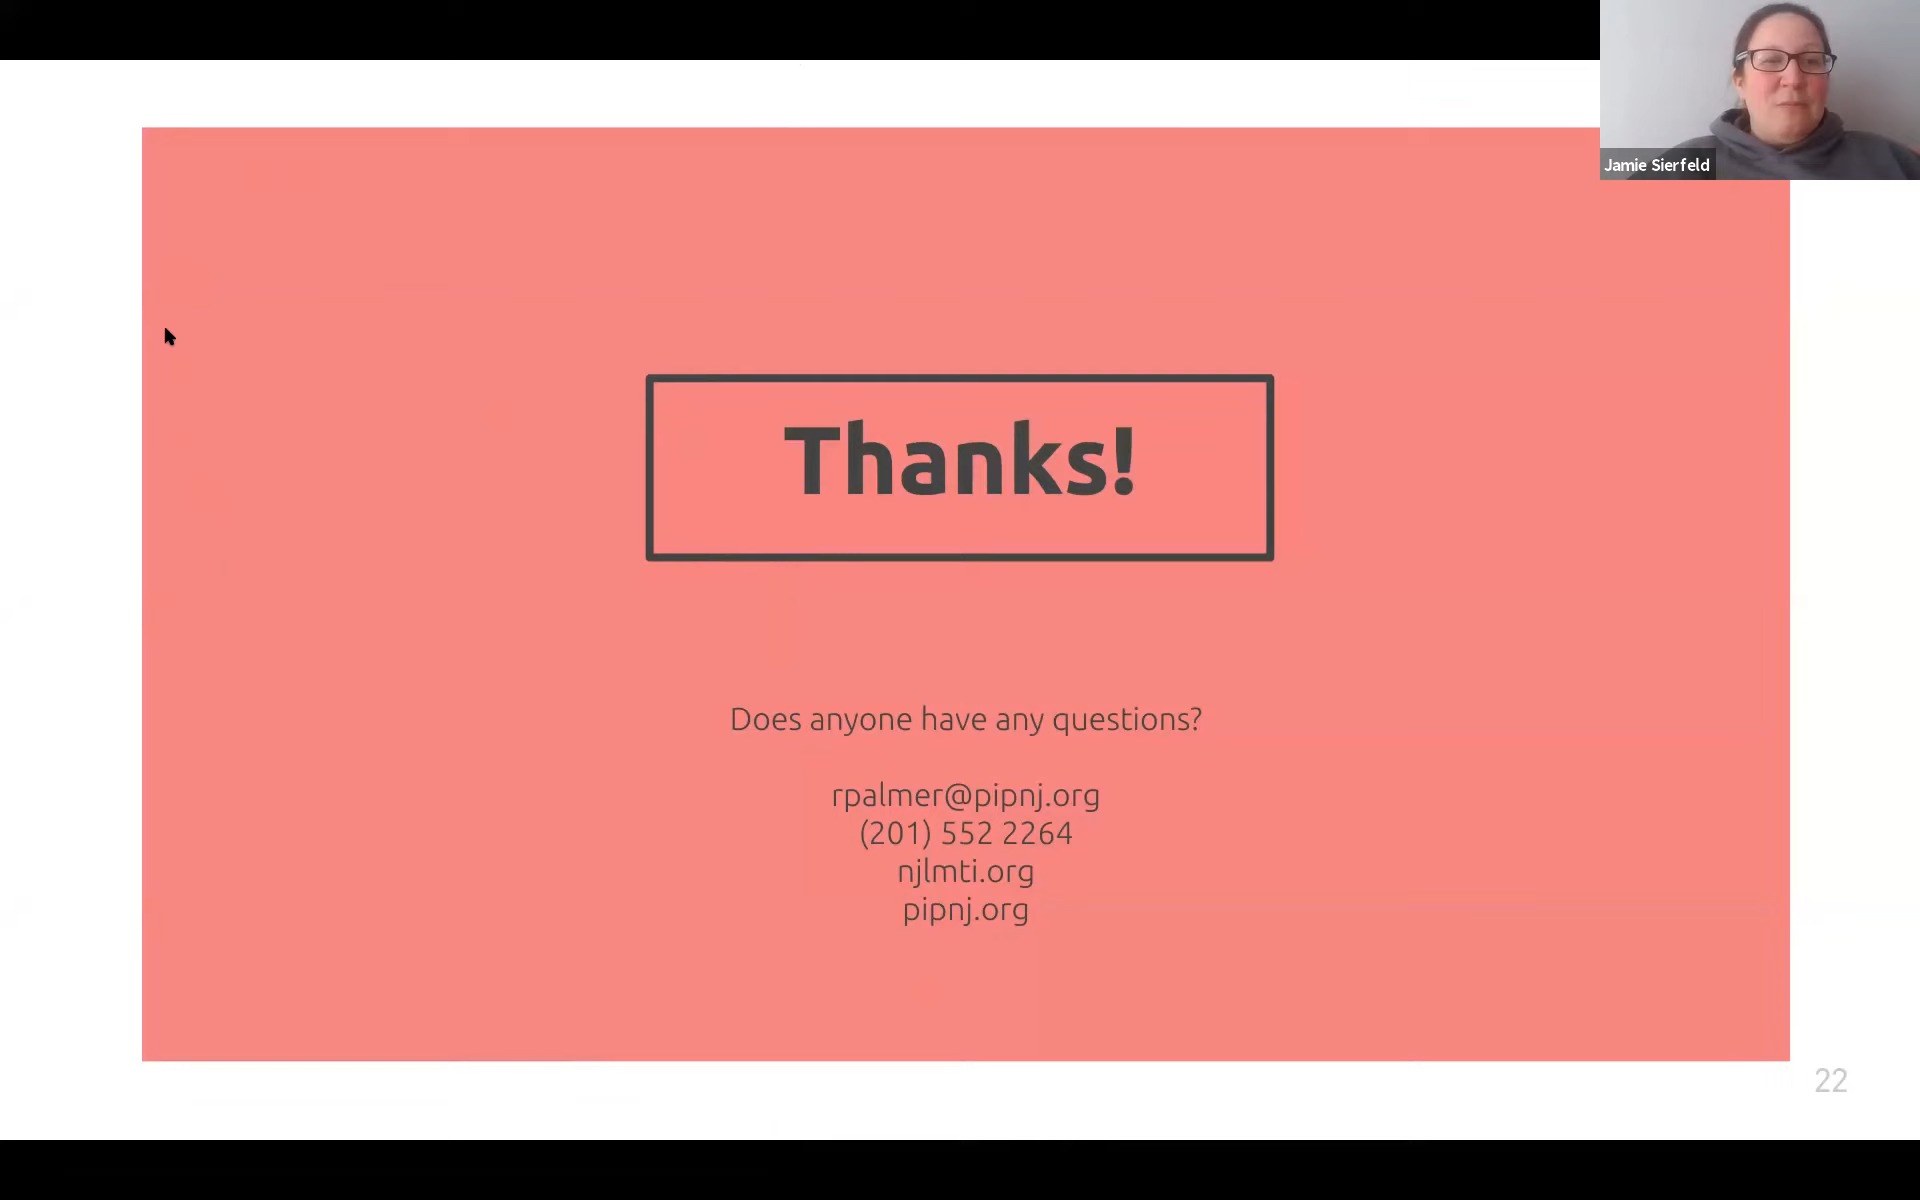 Jamie Sierfeld
Thanks!
Does anyone have any questions?
rpalmer@pipnj.org
(201) 552 2264
njlmti.org
pipnj.org
22